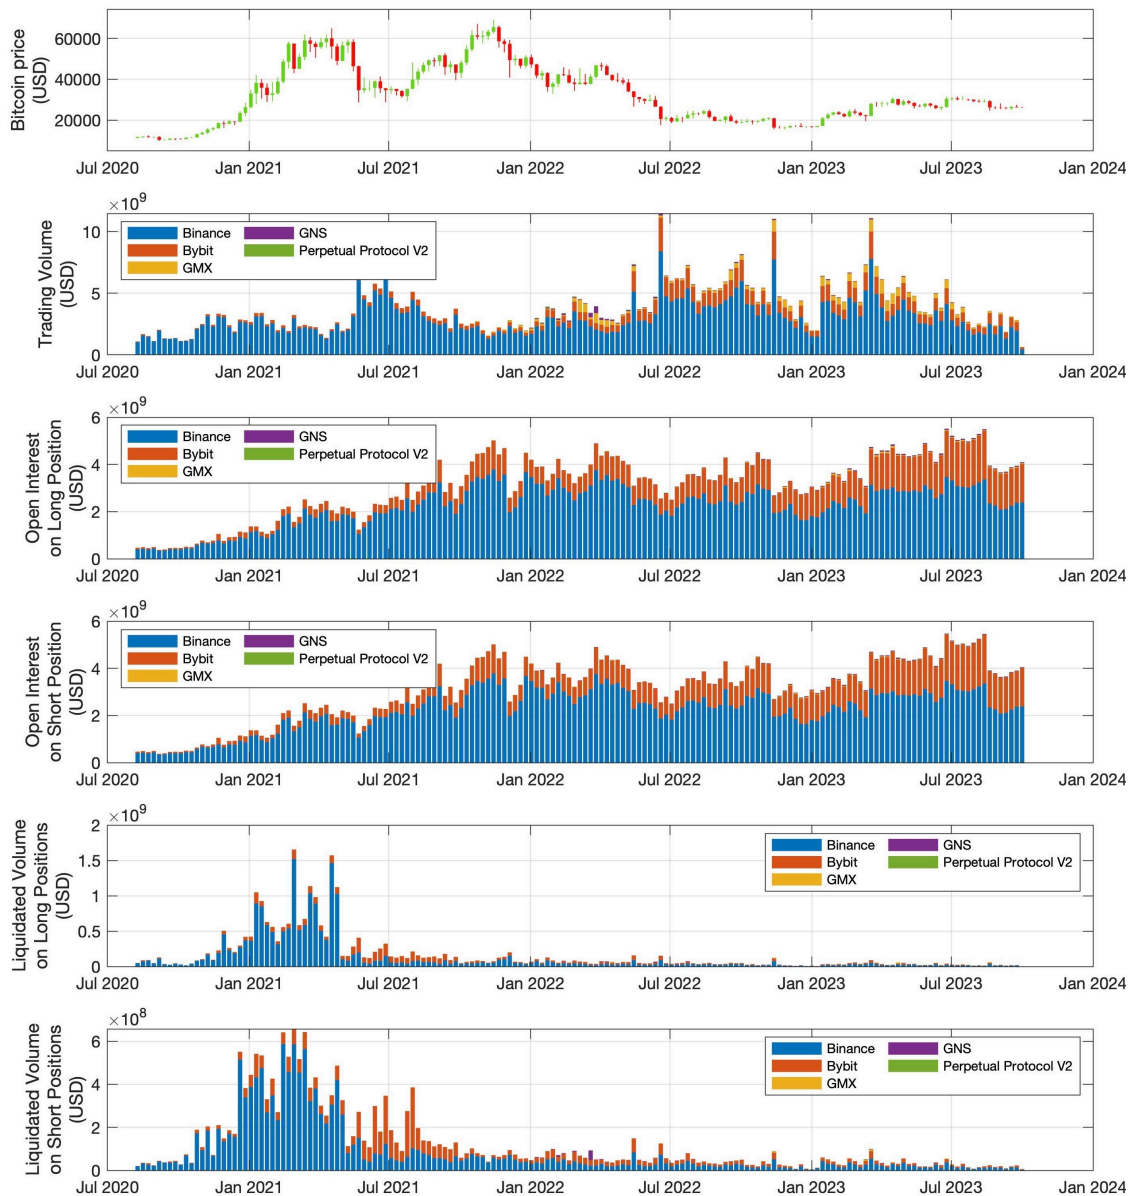 Bitcoin price
(USD)
60000
40000
20000
Jul 2020 Jan 2021 Jul 2021 Jan 2022 Jul 2022 Jan 2023 Jul 2023 Jan 2024
×10⁹
Trading Volume
(USD)
10
5
0
Binance GNS
Bybit Perpetual Protocol V2
GMX
Jul 2020 Jan 2021 Jul 2021 Jan 2022 Jul 2022 Jan 2023 Jul 2023 Jan 2024
×10⁹
Open Interest
on Long Position
(USD)
6
4
2
0
Binance GNS
Bybit Perpetual Protocol V2
GMX
Jul 2020 Jan 2021 Jul 2021 Jan 2022 Jul 2022 Jan 2023 Jul 2023 Jan 2024
×10⁹
Open Interest
on Short Position
(USD)
6
4
2
0
Binance GNS
Bybit Perpetual Protocol V2
GMX
Jul 2020 Jan 2021 Jul 2021 Jan 2022 Jul 2022 Jan 2023 Jul 2023 Jan 2024
×10⁹
Liquidated Volume
on Long Positions
(USD)
2
1.5
1
0.5
0
Binance GNS
Bybit Perpetual Protocol V2
GMX
Jul 2020 Jan 2021 Jul 2021 Jan 2022 Jul 2022 Jan 2023 Jul 2023 Jan 2024
×10⁸
Liquidated Volume
on Short Positions
(USD)
6
4
2
0
Binance GNS
Bybit Perpetual Protocol V2
GMX
Jul 2020 Jan 2021 Jul 2021 Jan 2022 Jul 2022 Jan 2023 Jul 2023 Jan 2024